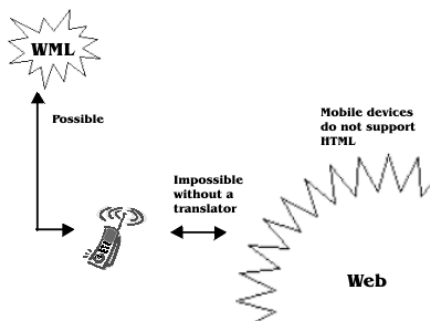 WML
Possible
Mobile devices
do not support
HTML
Impossible
without a
translator
Web